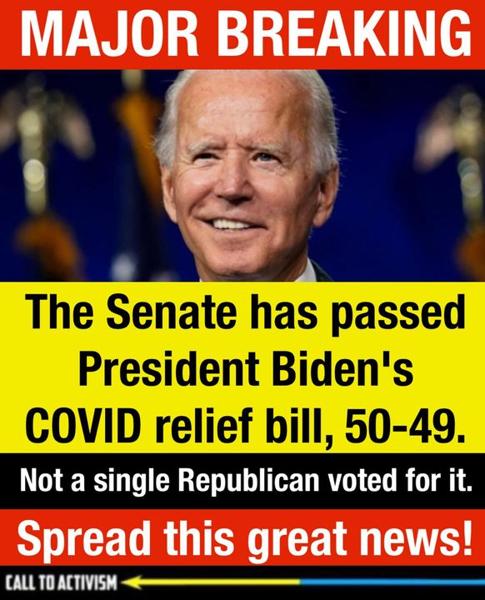 MAJOR BREAKING
The Senate has passed
President Biden's
COVID relief bill, 50-49.
Not a single Republican voted for it.
Spread this great news!
CALL TO ACTIVISM